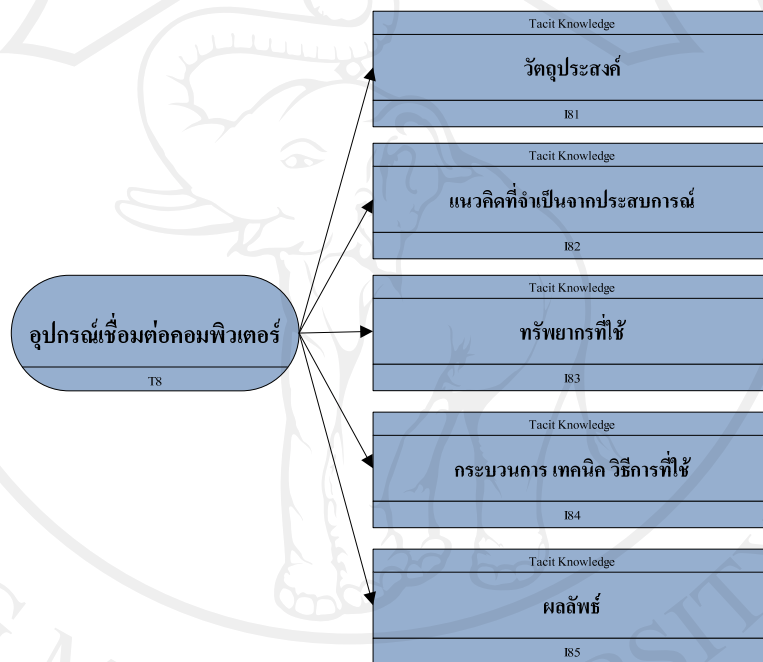 Tacit Knowledge
วัตถุประสงค์
I81
Tacit Knowledge
แนวคิดที่จำเป็นจากประสบการณ์
I82
อุปกรณ์เชื่อมต่อคอมพิวเตอร์
T8
Tacit Knowledge
ทรัพยากรที่ใช้
I83
Tacit Knowledge
กระบวนการ เทคนิค วิธีการที่ใช้
I84
Tacit Knowledge
ผลลัพธ์
I85